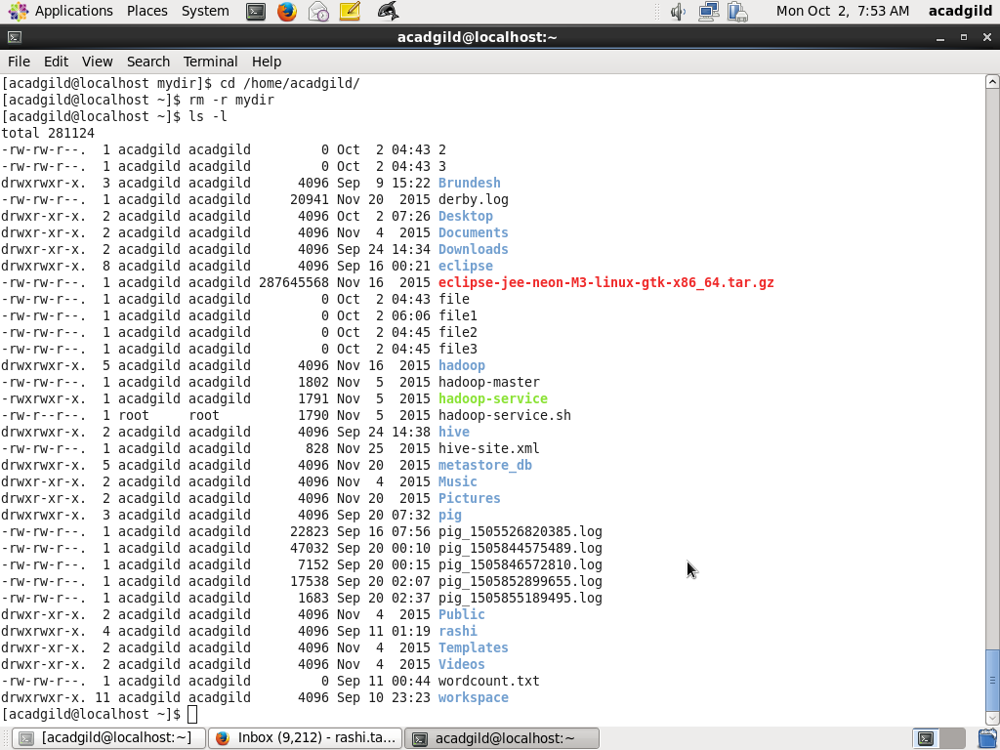 Applications Places System Mon Oct 2, 7:53 AM acadgild
acadgild@localhost:~
File Edit View Search Terminal Help
[acadgild@localhost mydir]$ cd /home/acadgild/
[acadgild@localhost ~]$ rm -r mydir
[acadgild@localhost ~]$ ls -l
total 281124
-rw-rw-r--.  1 acadgild acadgild         0 Oct  2 04:43 2
-rw-rw-r--.  1 acadgild acadgild         0 Oct  2 04:43 3
drwxrwxr-x.  3 acadgild acadgild      4096 Sep  9 15:22 Brundesh
-rw-rw-r--.  1 acadgild acadgild     20941 Nov 20  2015 derby.log
drwxr-xr-x.  2 acadgild acadgild      4096 Oct  2 07:26 Desktop
drwxr-xr-x.  2 acadgild acadgild      4096 Nov  4  2015 Documents
drwxr-xr-x.  2 acadgild acadgild      4096 Sep 24 14:34 Downloads
drwxrwxr-x.  8 acadgild acadgild      4096 Sep 16 00:21 eclipse
-rw-rw-r--.  1 acadgild acadgild 287645568 Nov 16  2015 eclipse-jee-neon-M3-linux-gtk-x86_64.tar.gz
-rw-rw-r--.  1 acadgild acadgild         0 Oct  2 04:43 file
-rw-rw-r--.  1 acadgild acadgild         0 Oct  2 06:06 file1
-rw-rw-r--.  1 acadgild acadgild         0 Oct  2 04:45 file2
-rw-rw-r--.  1 acadgild acadgild         0 Oct  2 04:45 file3
drwxrwxr-x.  5 acadgild acadgild      4096 Nov 16  2015 hadoop
-rw-rw-r--.  1 acadgild acadgild      1802 Nov  5  2015 hadoop-master
-rwxrwxr-x.  1 acadgild acadgild      1791 Nov  5  2015 hadoop-service
-rw-r--r--.  1 root     root          1790 Nov  5  2015 hadoop-service.sh
drwxrwxr-x.  2 acadgild acadgild      4096 Sep 24 14:38 hive
-rw-rw-r--.  1 acadgild acadgild       828 Nov 25  2015 hive-site.xml
drwxrwxr-x.  5 acadgild acadgild      4096 Nov 20  2015 metastore_db
drwxr-xr-x.  2 acadgild acadgild      4096 Nov  4  2015 Music
drwxr-xr-x.  2 acadgild acadgild      4096 Nov 20  2015 Pictures
drwxrwxr-x.  3 acadgild acadgild      4096 Sep 20 07:32 pig
-rw-rw-r--.  1 acadgild acadgild     22823 Sep 16 07:56 pig_1505526820385.log
-rw-rw-r--.  1 acadgild acadgild     47032 Sep 20 00:10 pig_1505844575489.log
-rw-rw-r--.  1 acadgild acadgild      7152 Sep 20 00:15 pig_1505846572810.log
-rw-rw-r--.  1 acadgild acadgild     17538 Sep 20 02:07 pig_1505852899655.log
-rw-rw-r--.  1 acadgild acadgild      1683 Sep 20 02:37 pig_1505855189495.log
drwxr-xr-x.  2 acadgild acadgild      4096 Nov  4  2015 Public
drwxrwxr-x.  4 acadgild acadgild      4096 Sep 11 01:19 rashi
drwxr-xr-x.  2 acadgild acadgild      4096 Nov  4  2015 Templates
drwxr-xr-x.  2 acadgild acadgild      4096 Nov  4  2015 Videos
-rw-rw-r--.  1 acadgild acadgild         0 Sep 11 00:44 wordcount.txt
drwxrwxr-x. 11 acadgild acadgild      4096 Sep 10 23:23 workspace
[acadgild@localhost ~]$
[acadgild@localhost:~] Inbox (9,212) - rashi.ta... acadgild@localhost:~